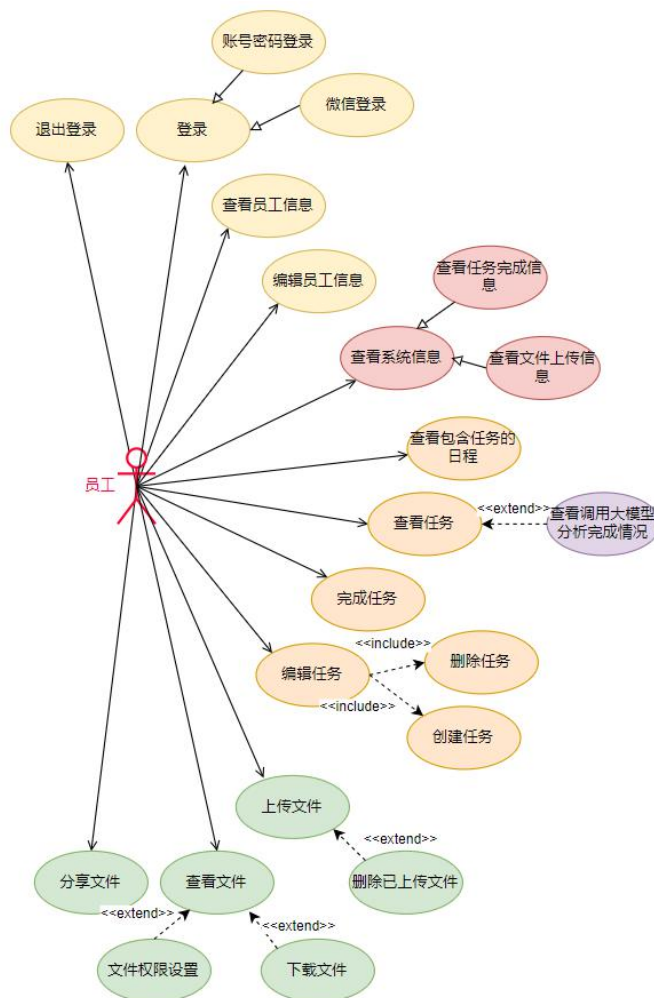 账号密码登录
微信登录
退出登录
登录
查看员工信息
编辑员工信息
查看任务完成信
息
查看系统信息
查看文件上传信
息
查看包含任务的
日程
员工
查看任务
<<extend>>
查看调用大模型
分析完成情况
完成任务
编辑任务
<<include>>
删除任务
<<include>>
创建任务
上传文件
<<extend>>
删除已上传文件
分享文件
查看文件
<<extend>>
文件权限设置
<<extend>>
下载文件